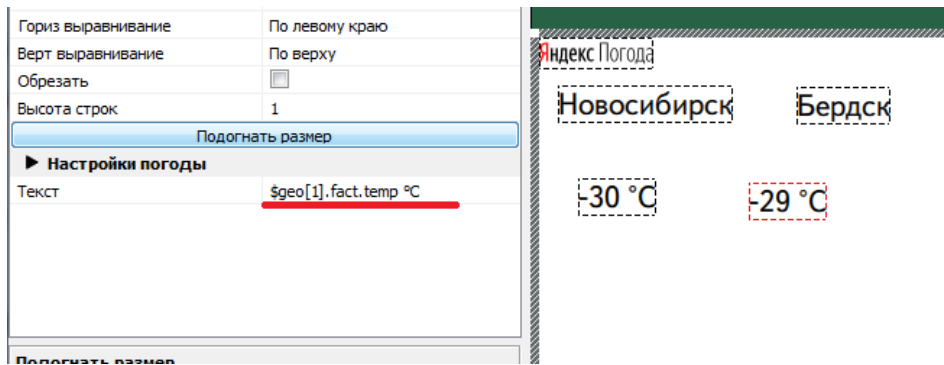 Гориз выравнивание По левому краю
Верт выравнивание По верху
Обрезать
Высота строк 1
Подогнать размер
Настройки погоды
Текст $geo[1].fact.temp °C
Подогнать размер
Яндекс Погода
Новосибирск Бердск
-30 °C -29 °C